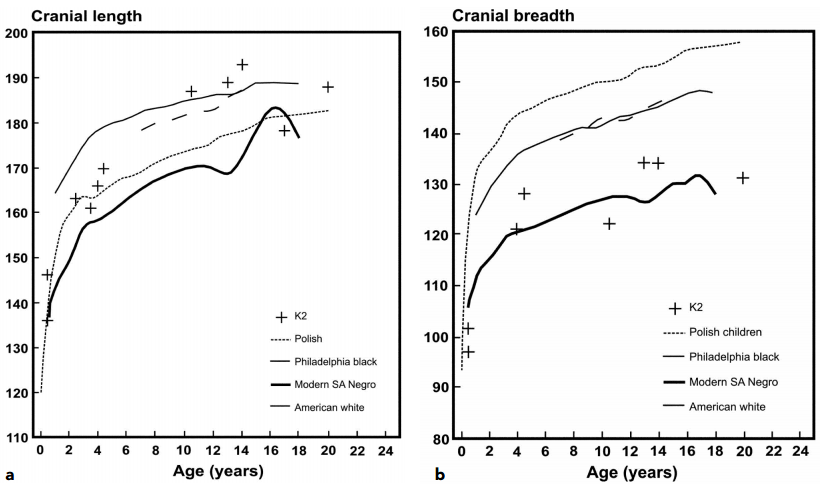 Cranial length
200
190
180
170
160
150
140
130
120
110
0 2 4 6 8 10 12 14 16 18 20 22 24
Age (years)
K2
Polish
Philadelphia black
Modern SA Negro
American white
a
Cranial breadth
160
150
140
130
120
110
100
90
80
0 2 4 6 8 10 12 14 16 18 20 22 24
Age (years)
K2
Polish children
Philadelphia black
Modern SA Negro
American white
b